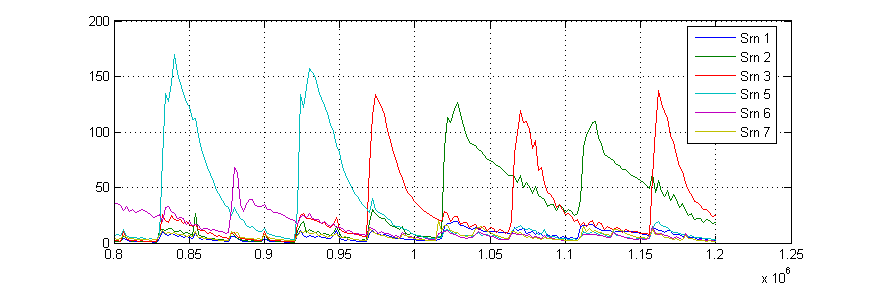 200
150
100
50
0
0.8 0.85 0.9 0.95 1 1.05 1.1 1.15 1.2 1.25
x 10^6
Srn 1
Srn 2
Srn 3
Srn 5
Srn 6
Srn 7